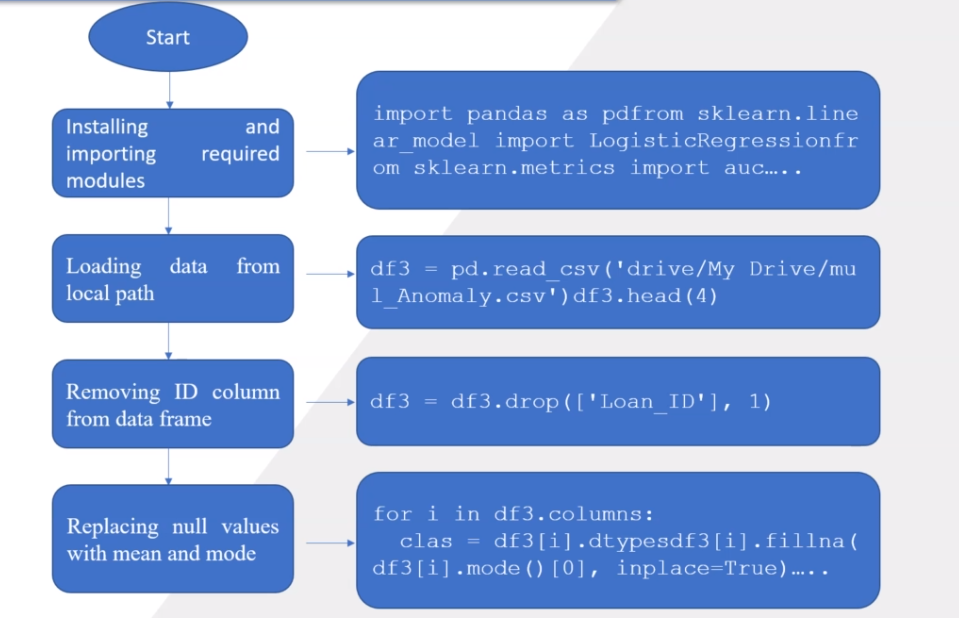 Start
Installing and
importing required
modules
import pandas as pdfrom sklearn.line
ar_model import LogisticRegressionfr
om sklearn.metrics import auc…..
Loading data from
local path
df3 = pd.read_csv('drive/My Drive/mu
l_Anomaly.csv')df3.head(4)
Removing ID column
from data frame
df3 = df3.drop(['Loan_ID'], 1)
Replacing null values
with mean and mode
for i in df3.columns:
  clas = df3[i].dtypesdf3[i].fillna(
df3[i].mode()[0], inplace=True)…..